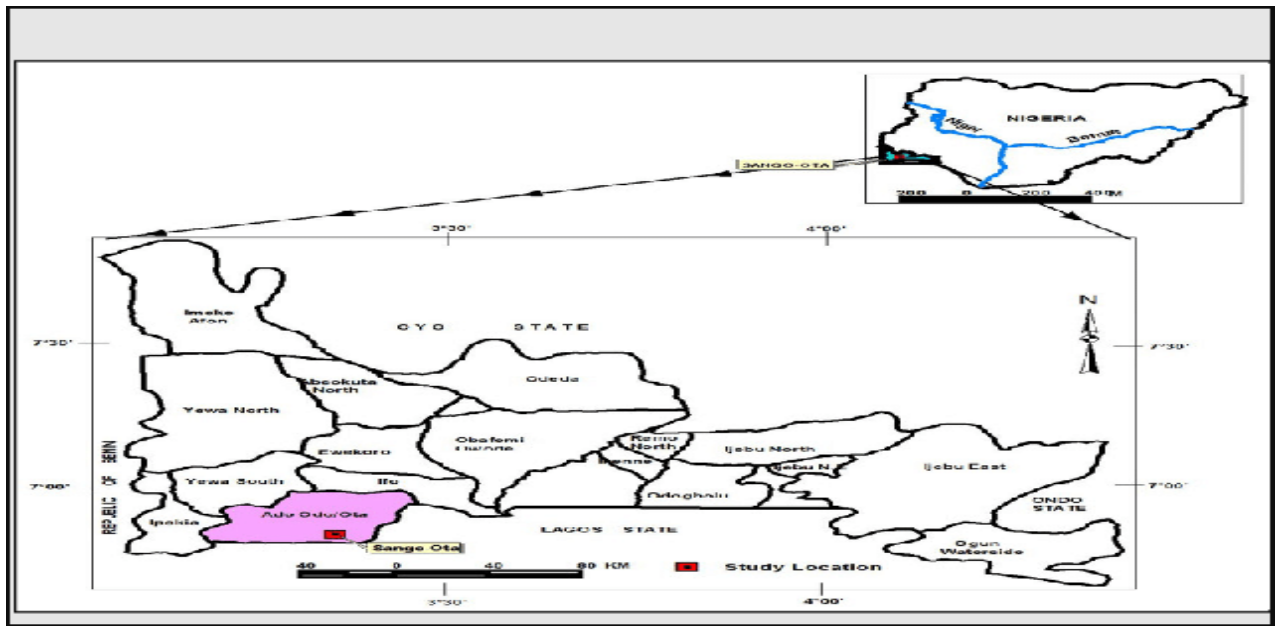 NIGERIA
Niger
Benue
SANGO-OTA
200 0 200 400
3°30' 4°00'
N
Imeko
Afon
OYO STATE
7°30' 7°30'
Odeda
Abeokuta
North
Yewa North
Obafemi
Owode
Remo
North
Ijebu North
Ewekoro
Ijebu N
Ijebu East
REPUBLIC OF BENIN
Yewa South
Ifo
Odogbolu
7°00' 7°00'
ONDO
STATE
Ipokia
Ado Odo/Ota
LAGOS STATE
Ogun
Waterside
Sango Ota
40 0 40 80 KM
Study Location
3°30' 4°00'